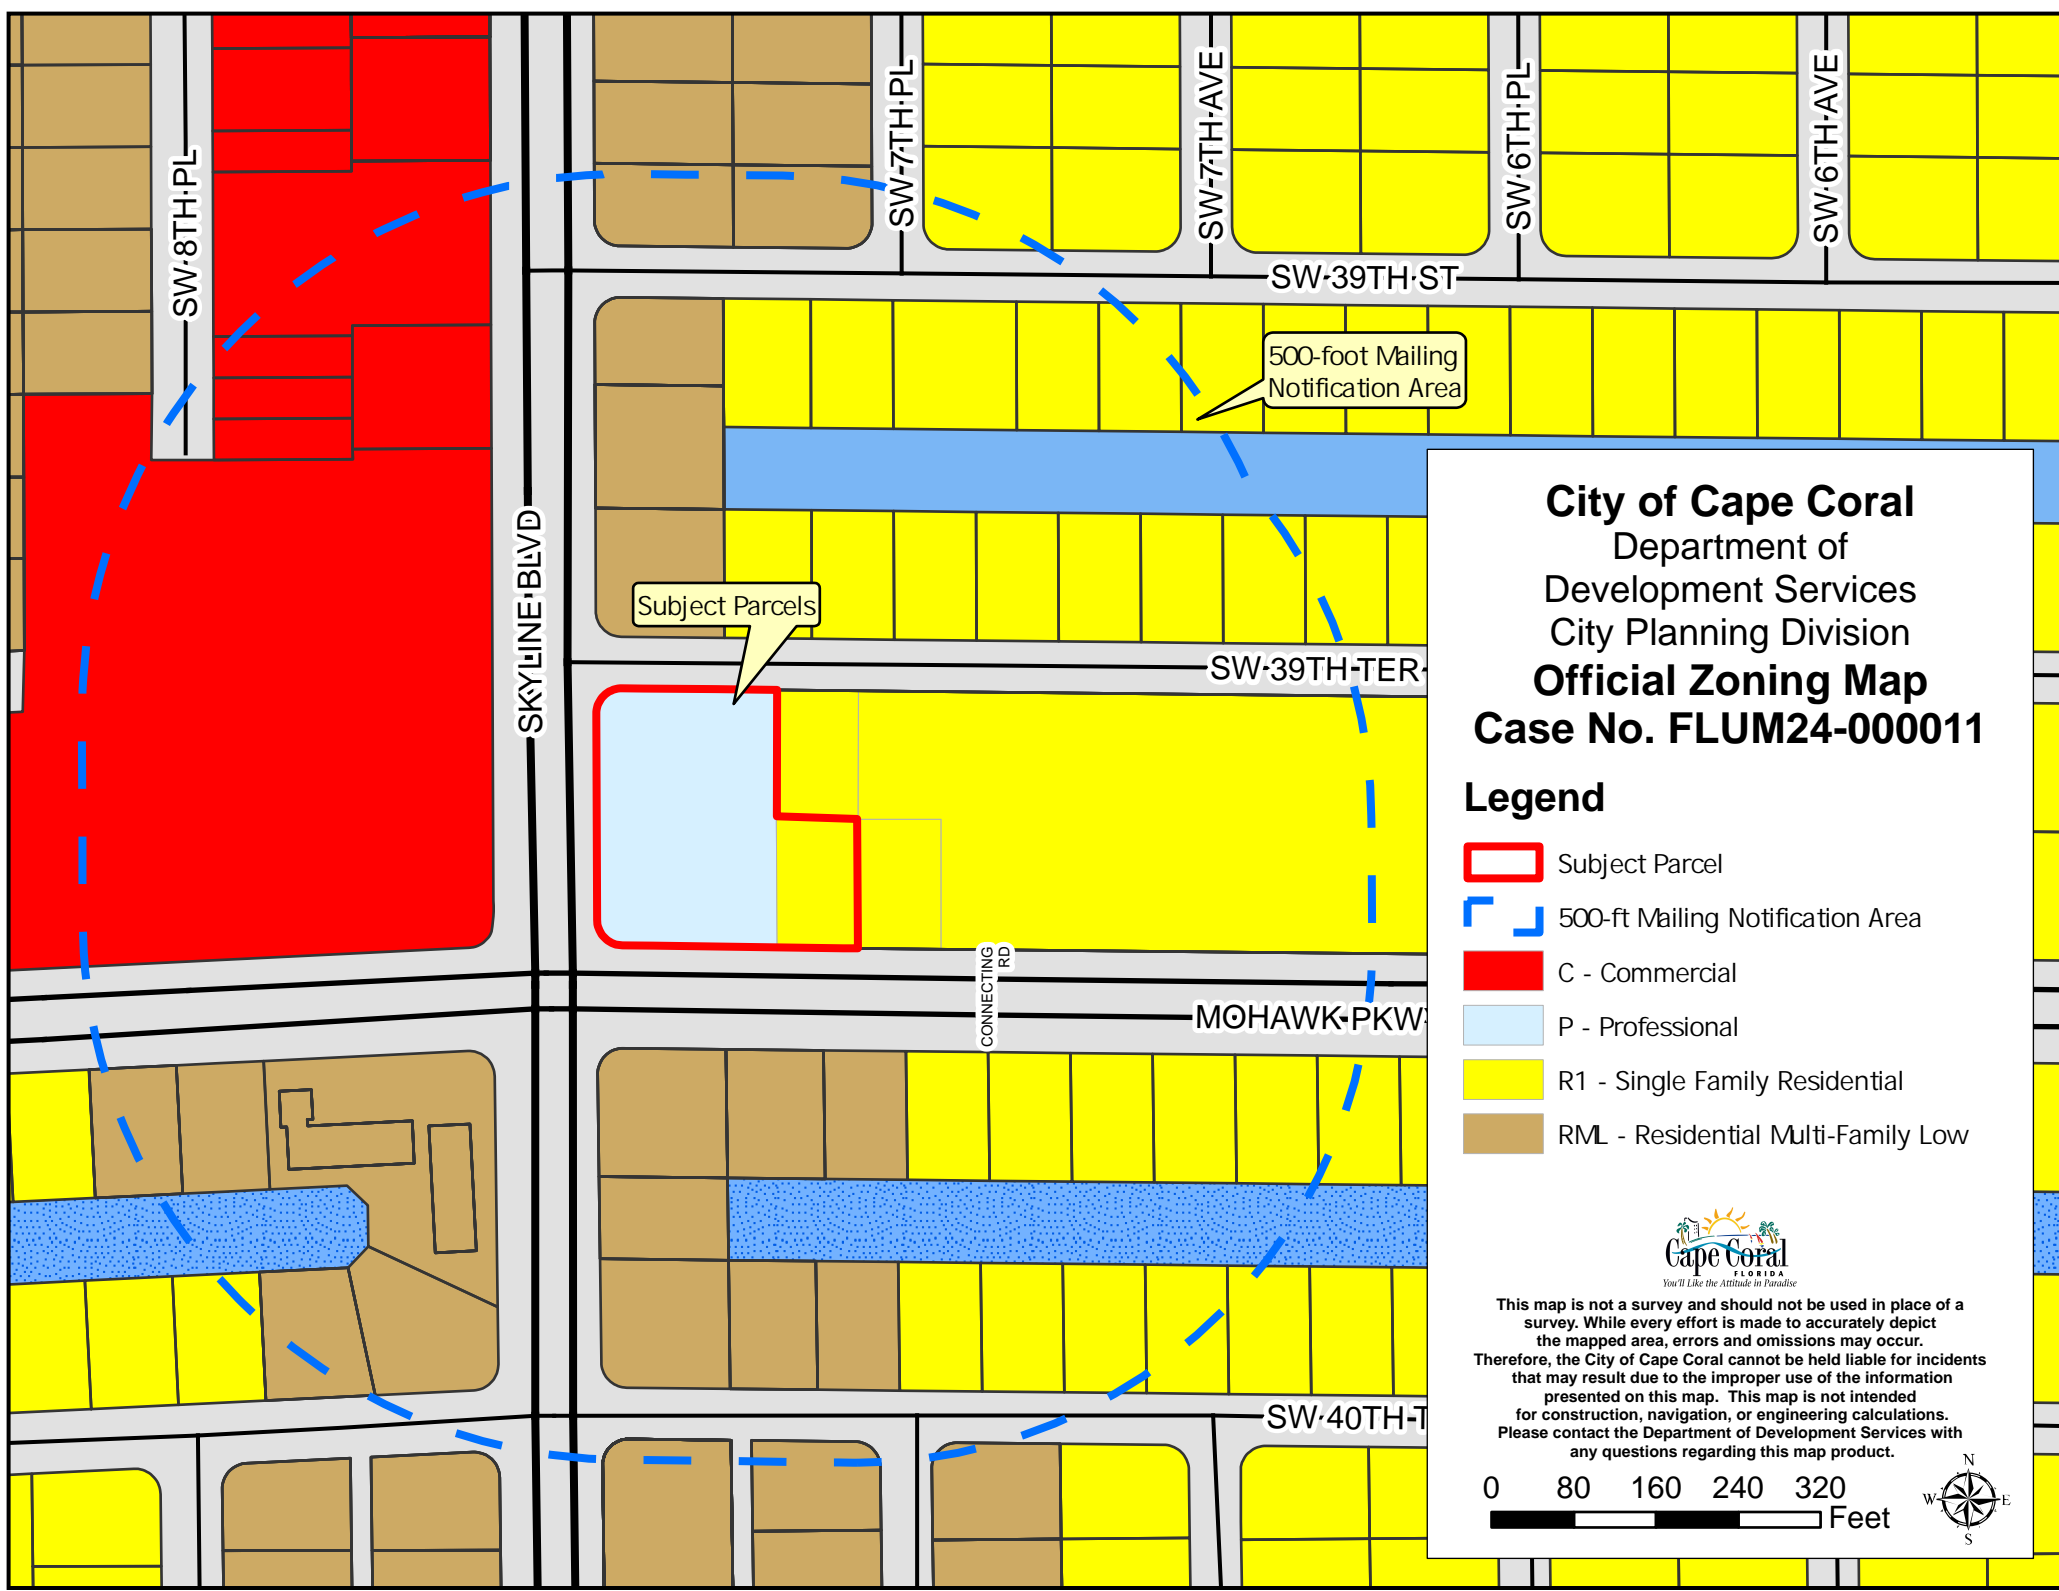 SW 8TH PL
SW 7TH PL
SW 7TH AVE
SW 6TH PL
SW 6TH AVE
SW 39TH ST
500-foot Mailing
Notification Area
SKYLINE BLVD
Subject Parcels
SW 39TH TER
CONNECTING
RD
MOHAWK PKW
SW 40TH T
City of Cape Coral
Department of
Development Services
City Planning Division
Official Zoning Map
Case No. FLUM24-000011
Legend
Subject Parcel
500-ft Mailing Notification Area
C - Commercial
P - Professional
R1 - Single Family Residential
RML - Residential Multi-Family Low
Cape Coral
FLORIDA
You'll Like the Attitude in Paradise
This map is not a survey and should not be used in place of a
survey. While every effort is made to accurately depict
the mapped area, errors and omissions may occur.
Therefore, the City of Cape Coral cannot be held liable for incidents
that may result due to the improper use of the information
presented on this map. This map is not intended
for construction, navigation, or engineering calculations.
Please contact the Department of Development Services with
any questions regarding this map product.
0 80 160 240 320
Feet
N
W E
S